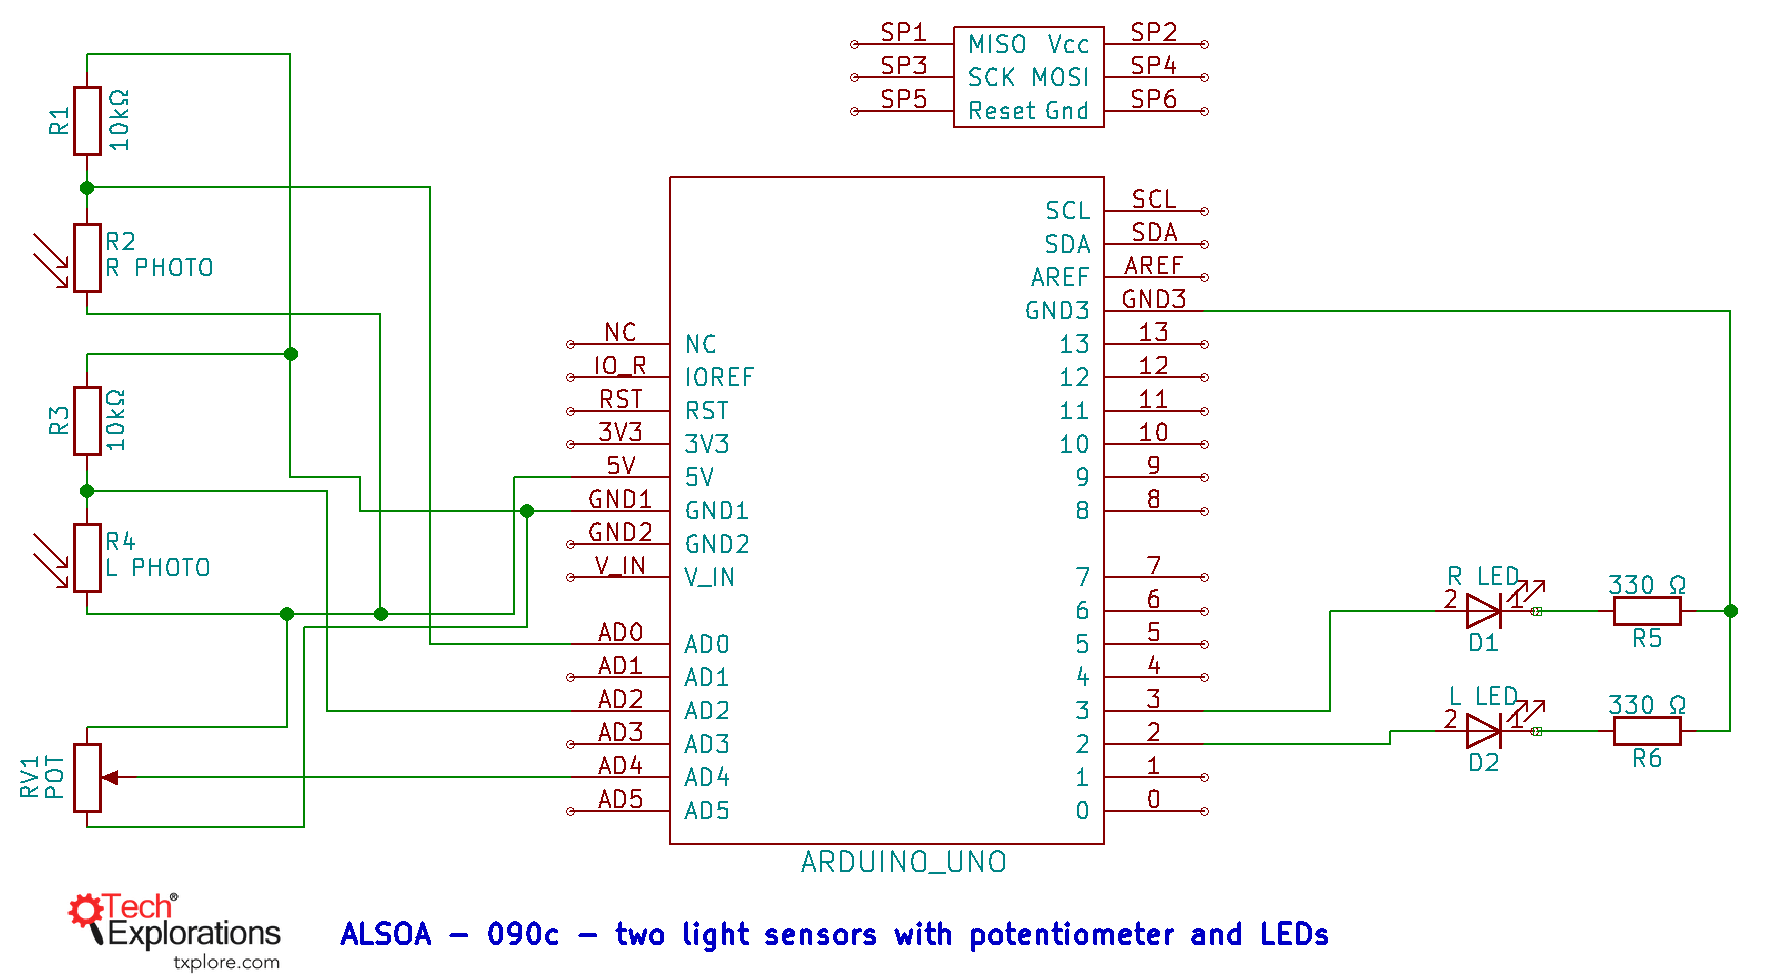 SP1
MISO Vcc
SP2
SP3
SCK MOSI
SP4
SP5
Reset Gnd
SP6
R1
10kΩ
R2
R PHOTO
R3
10kΩ
R4
L PHOTO
RV1
POT
NC
NC
IO_R
IOREF
RST
RST
3V3
3V3
5V
5V
GND1
GND1
GND2
GND2
V_IN
V_IN
AD0
AD0
AD1
AD1
AD2
AD2
AD3
AD3
AD4
AD4
AD5
AD5
SCL
SCL
SDA
SDA
AREF
AREF
GND3
GND3
13
13
12
12
11
11
10
10
9
9
8
8
7
7
6
6
5
5
4
4
3
3
2
2
1
1
0
0
ARDUINO_UNO
R LED
2 1
D1
330 Ω
R5
L LED
2 1
D2
330 Ω
R6
Tech®
Explorations
txplore.com
ALSOA - 090c - two light sensors with potentiometer and LEDs